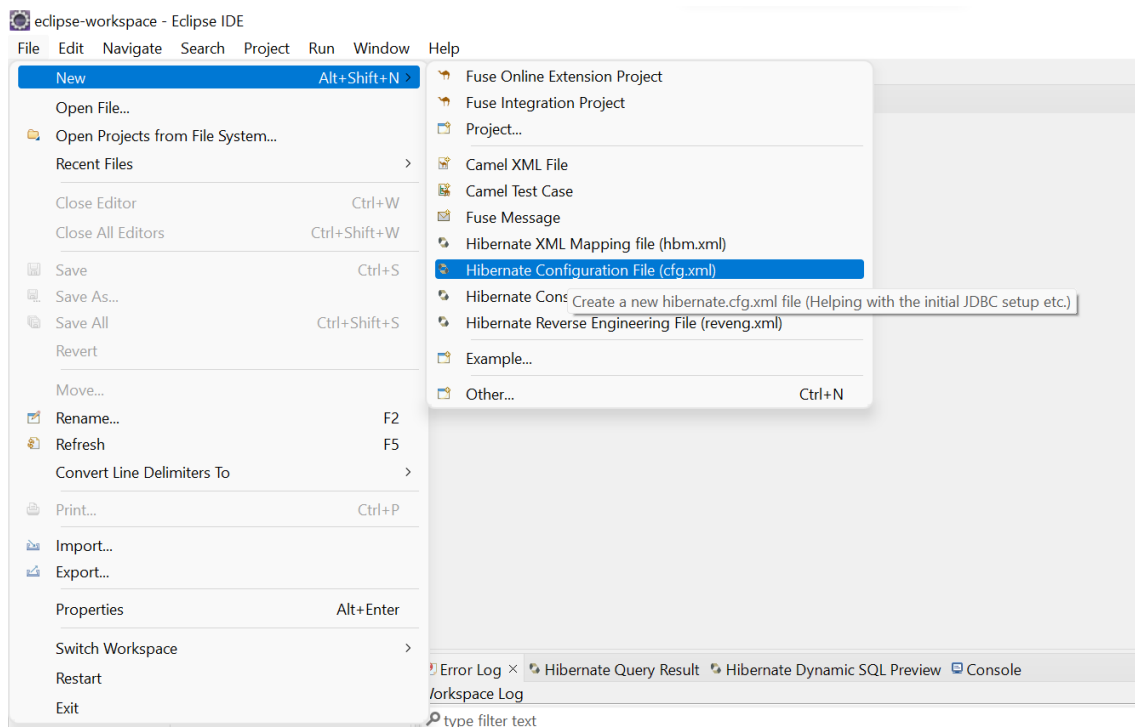 eclipse-workspace - Eclipse IDE
File Edit Navigate Search Project Run Window Help
New Alt+Shift+N
Open File...
Open Projects from File System...
Recent Files
Close Editor Ctrl+W
Close All Editors Ctrl+Shift+W
Save Ctrl+S
Save As...
Save All Ctrl+Shift+S
Revert
Move...
Rename... F2
Refresh F5
Convert Line Delimiters To
Print... Ctrl+P
Import...
Export...
Properties Alt+Enter
Switch Workspace
Restart
Exit
Fuse Online Extension Project
Fuse Integration Project
Project...
Camel XML File
Camel Test Case
Fuse Message
Hibernate XML Mapping file (hbm.xml)
Hibernate Configuration File (cfg.xml)
Hibernate Cons
Create a new hibernate.cfg.xml file (Helping with the initial JDBC setup etc.)
Hibernate Reverse Engineering File (reveng.xml)
Example...
Other... Ctrl+N
Error Log Hibernate Query Result Hibernate Dynamic SQL Preview Console
Workspace Log
type filter text